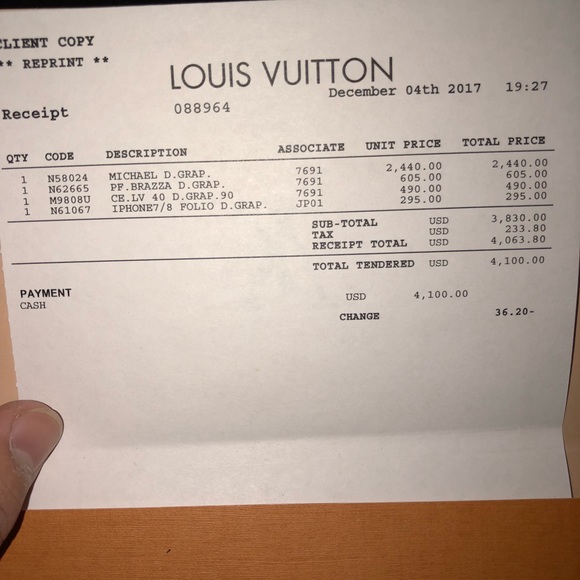 CLIENT COPY
** REPRINT **
LOUIS VUITTON
December 04th 2017 19:27
Receipt 088964
QTY CODE DESCRIPTION ASSOCIATE UNIT PRICE TOTAL PRICE
1 N58024 MICHAEL D.GRAP. 7691 2,440.00 2,440.00
1 N62665 PF.BRAZZA D.GRAP. 7691 605.00 605.00
1 M9808U CE.LV 40 D.GRAP.90 7691 490.00 490.00
1 N61067 IPHONE7/8 FOLIO D.GRAP. JP01 295.00 295.00
SUB-TOTAL USD 3,830.00
TAX USD 233.80
RECEIPT TOTAL USD 4,063.80
TOTAL TENDERED USD 4,100.00
PAYMENT
CASH USD 4,100.00
CHANGE 36.20-